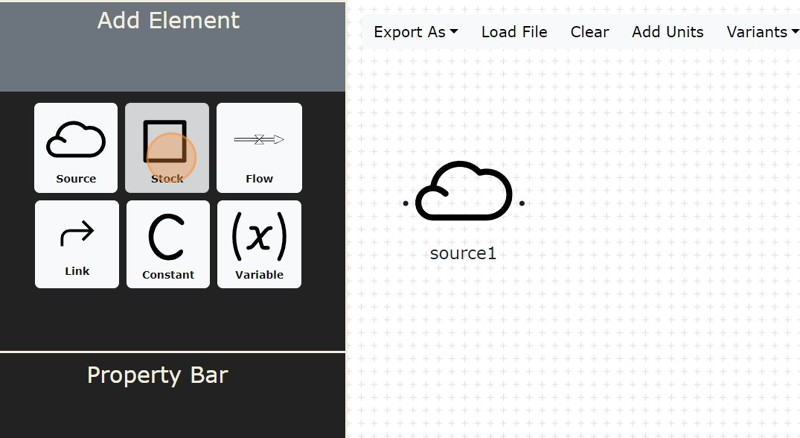 Add Element
Export As Load File Clear Add Units Variants
Source Stock Flow
Link Constant Variable
C
(x)
source1
Property Bar